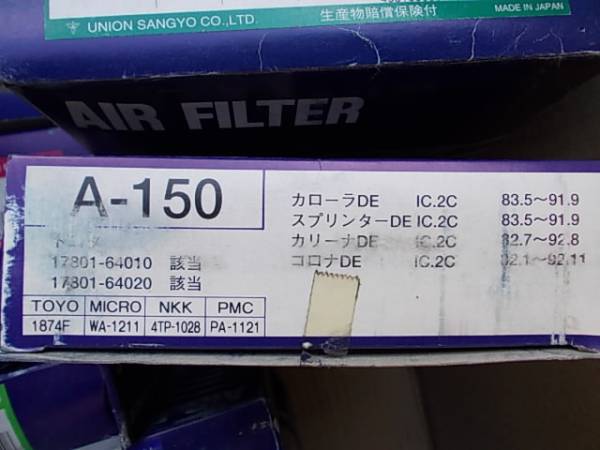 UNION SANGYO CO., LTD.
生産物賠償保険付
MADE IN JAPAN
AIR FILTER
A-150
トヨタ
17801-64010 該当
17801-64020 該当
カローラDE IC.2C 83.5～91.9
スプリンターDE IC.2C 83.5～91.9
カリーナDE IC.2C 82.7～92.8
コロナDE IC.2C 82.1～92.11
TOYO MICRO NKK PMC
1874F WA-1211 4TP-1028 PA-1121